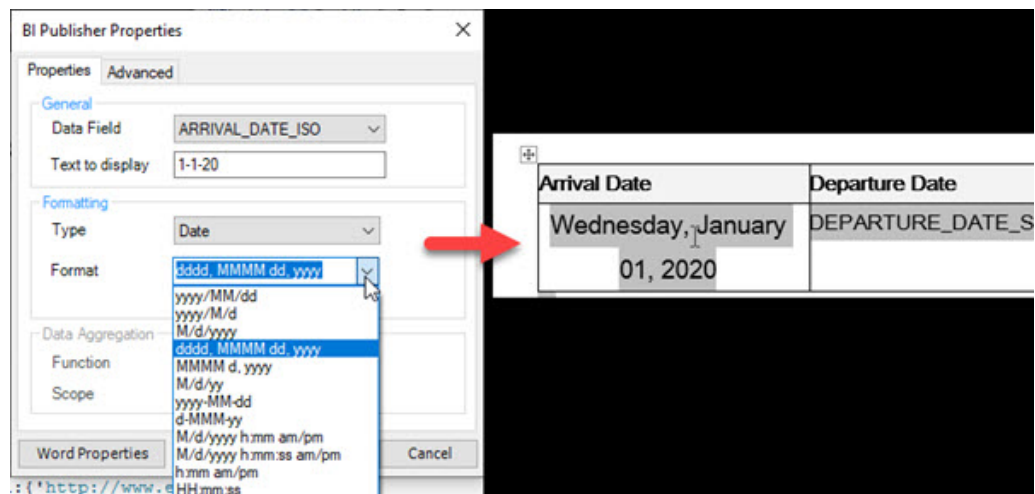 BI Publisher Properties
Properties Advanced
General
Data Field ARRIVAL_DATE_ISO
Text to display 1-1-20
Formatting
Type Date
Format dddd, MMMM dd, yyyy
yyyy/MM/dd
yyyy/M/d
M/d/yyyy
dddd, MMMM dd, yyyy
MMMM d, yyyy
M/d/yy
yyyy-MM-dd
d-MMM-yy
M/d/yyyy h:mm am/pm
M/d/yyyy h:mm:ss am/pm
h:mm am/pm
HH:mm:ss
Data Aggregation
Function
Scope
Word Properties
Cancel
:{'http://www.e
Arrival Date Departure Date
Wednesday, January DEPARTURE_DATE_S
01, 2020